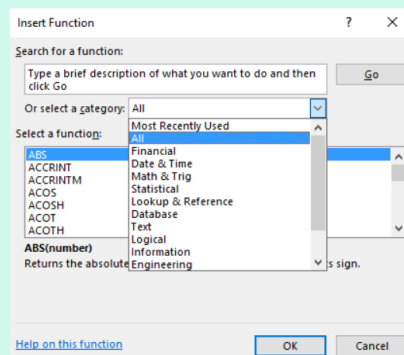 Insert Function ? ×
Search for a function:
Type a brief description of what you want to do and then
click Go
Go
Or select a category: All
Most Recently Used
All
Financial
Date & Time
Math & Trig
Statistical
Lookup & Reference
Database
Text
Logical
Information
Engineering
Select a function:
ABS
ACCRINT
ACCRINTM
ACOS
ACOSH
ACOT
ACOTH
ABS(number)
Returns the absolute sign.
Help on this function
OK Cancel